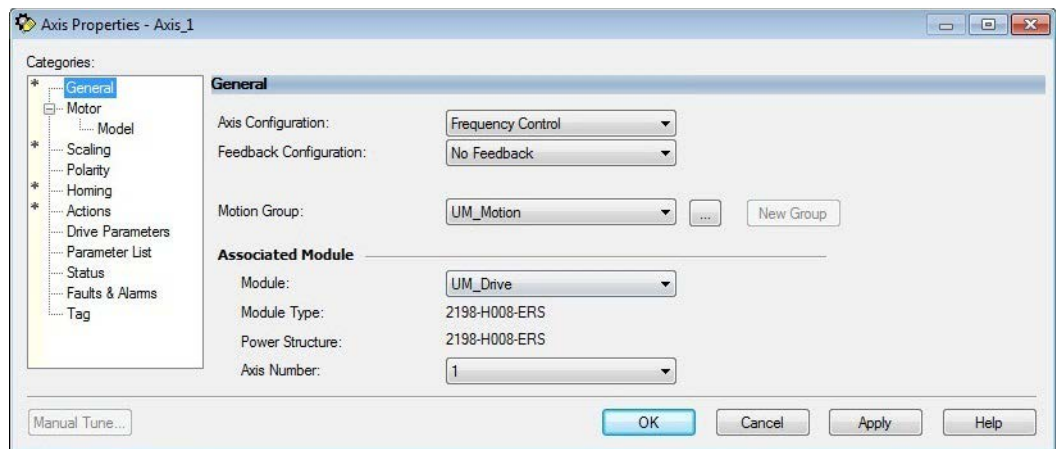 Axis Properties - Axis_1
Categories:
* General
Motor
Model
* Scaling
Polarity
* Homing
* Actions
Drive Parameters
Parameter List
Status
Faults & Alarms
Tag
General
Axis Configuration: Frequency Control
Feedback Configuration: No Feedback
Motion Group: UM_Motion ... New Group
Associated Module
Module: UM_Drive
Module Type: 2198-H008-ERS
Power Structure: 2198-H008-ERS
Axis Number: 1
Manual Tune... OK Cancel Apply Help